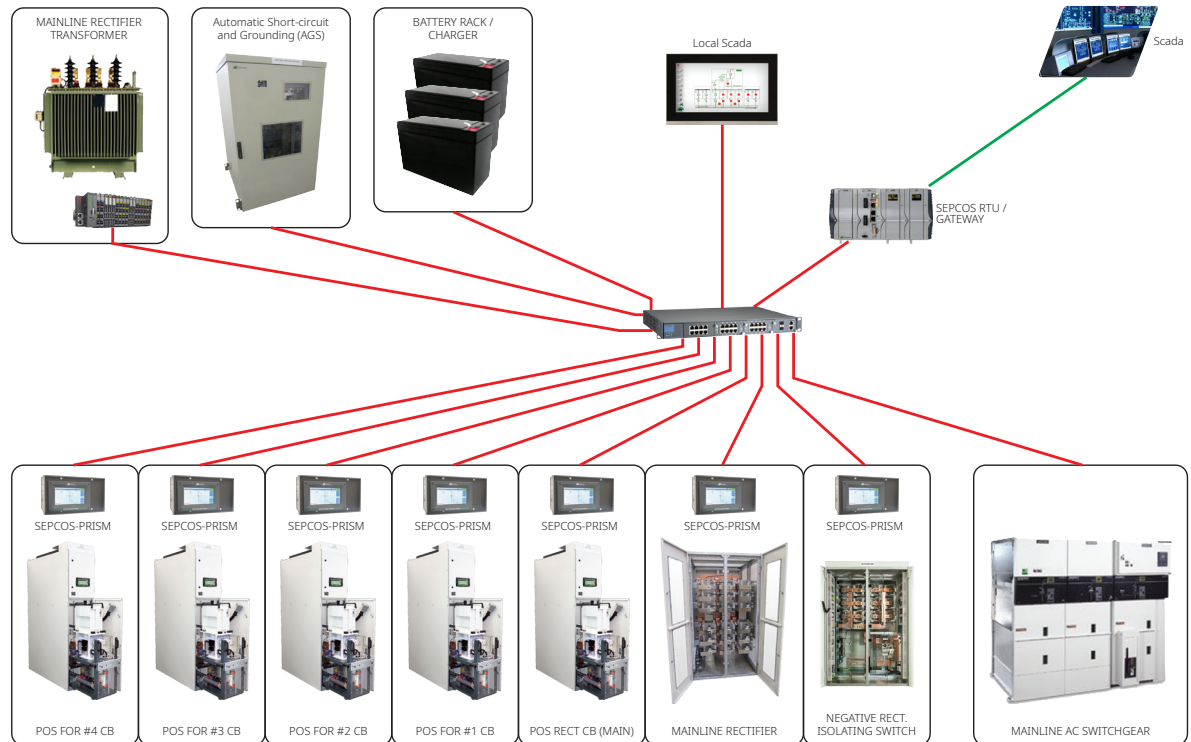 MAINLINE RECTIFIER
TRANSFORMER
Automatic Short-circuit
and Grounding (AGS)
BATTERY RACK /
CHARGER
Local Scada
Scada
SEPCOS RTU /
GATEWAY
SEPCOS-PRISM
SEPCOS-PRISM
SEPCOS-PRISM
SEPCOS-PRISM
SEPCOS-PRISM
SEPCOS-PRISM
SEPCOS-PRISM
POS FOR #4 CB
POS FOR #3 CB
POS FOR #2 CB
POS FOR #1 CB
POS RECT CB (MAIN)
MAINLINE RECTIFIER
NEGATIVE RECT.
ISOLATING SWITCH
MAINLINE AC SWITCHGEAR